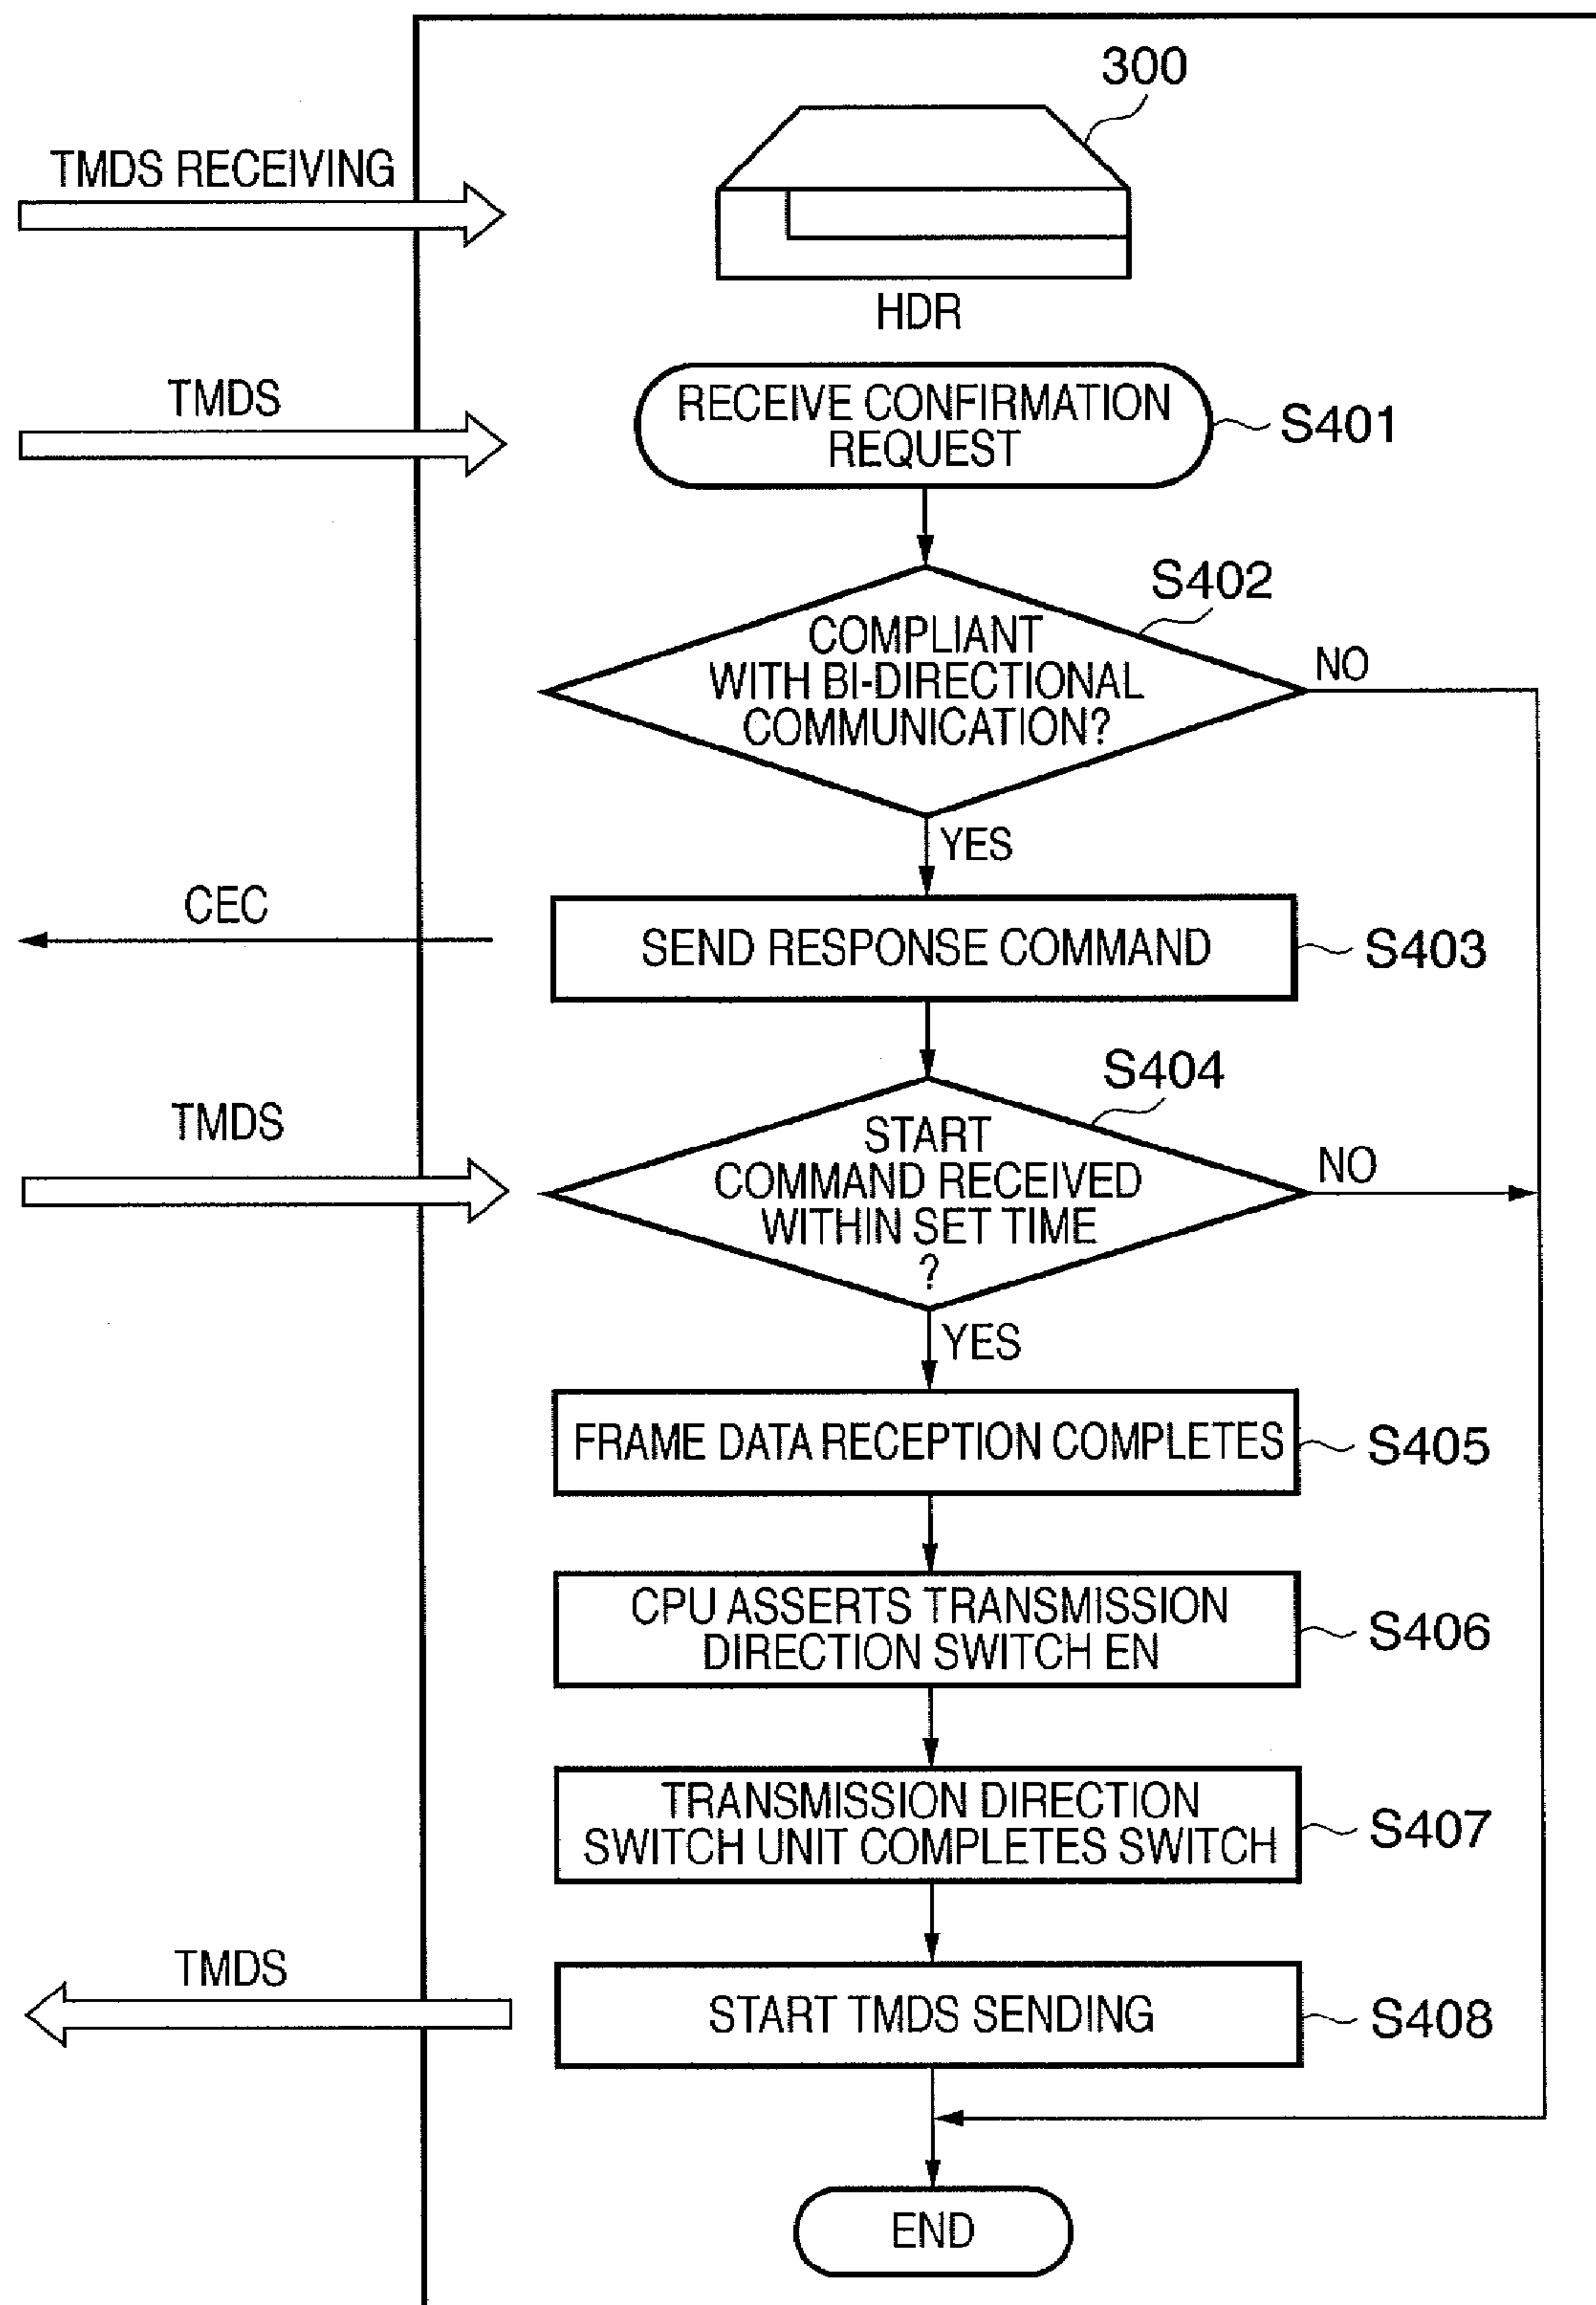 300
TMDS RECEIVING
HDR
TMDS
RECEIVE CONFIRMATION
REQUEST
S401
S402
COMPLIANT
WITH BI-DIRECTIONAL
COMMUNICATION?
NO
YES
CEC
SEND RESPONSE COMMAND
S403
S404
TMDS
START
COMMAND RECEIVED
WITHIN SET TIME
?
NO
YES
FRAME DATA RECEPTION COMPLETES
S405
CPU ASSERTS TRANSMISSION
DIRECTION SWITCH EN
S406
TRANSMISSION DIRECTION
SWITCH UNIT COMPLETES SWITCH
S407
TMDS
START TMDS SENDING
S408
END